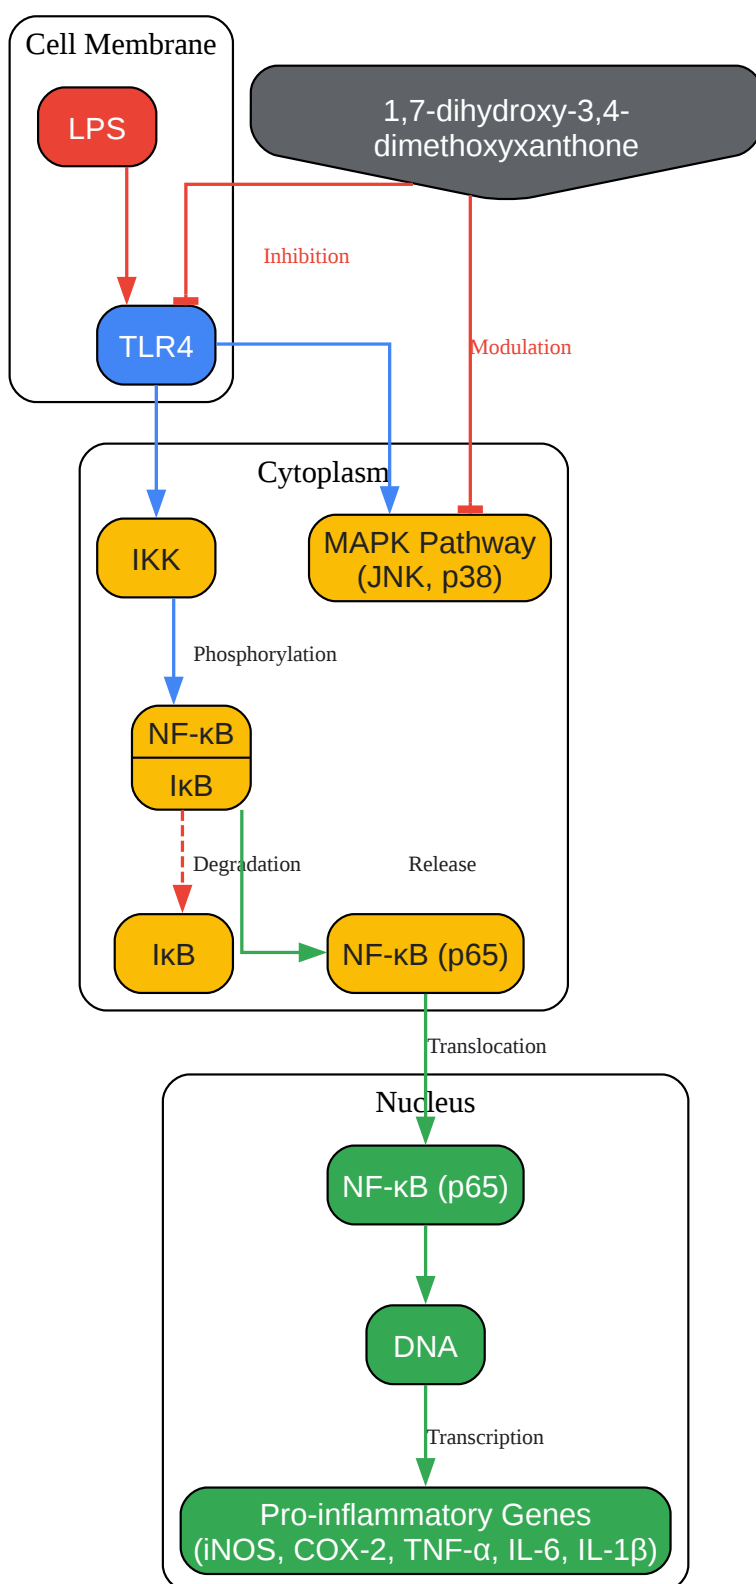 Cell Membrane
LPS
1,7-dihydroxy-3,4-
dimethoxyxanthone
Inhibition
TLR4
Modulation
Cytoplasm
IKK
MAPK Pathway
(JNK, p38)
Phosphorylation
NF-κB
IκB
Degradation
Release
IκB
NF-κB (p65)
Translocation
Nucleus
NF-κB (p65)
DNA
Transcription
Pro-inflammatory Genes
(iNOS, COX-2, TNF-α, IL-6, IL-1β)